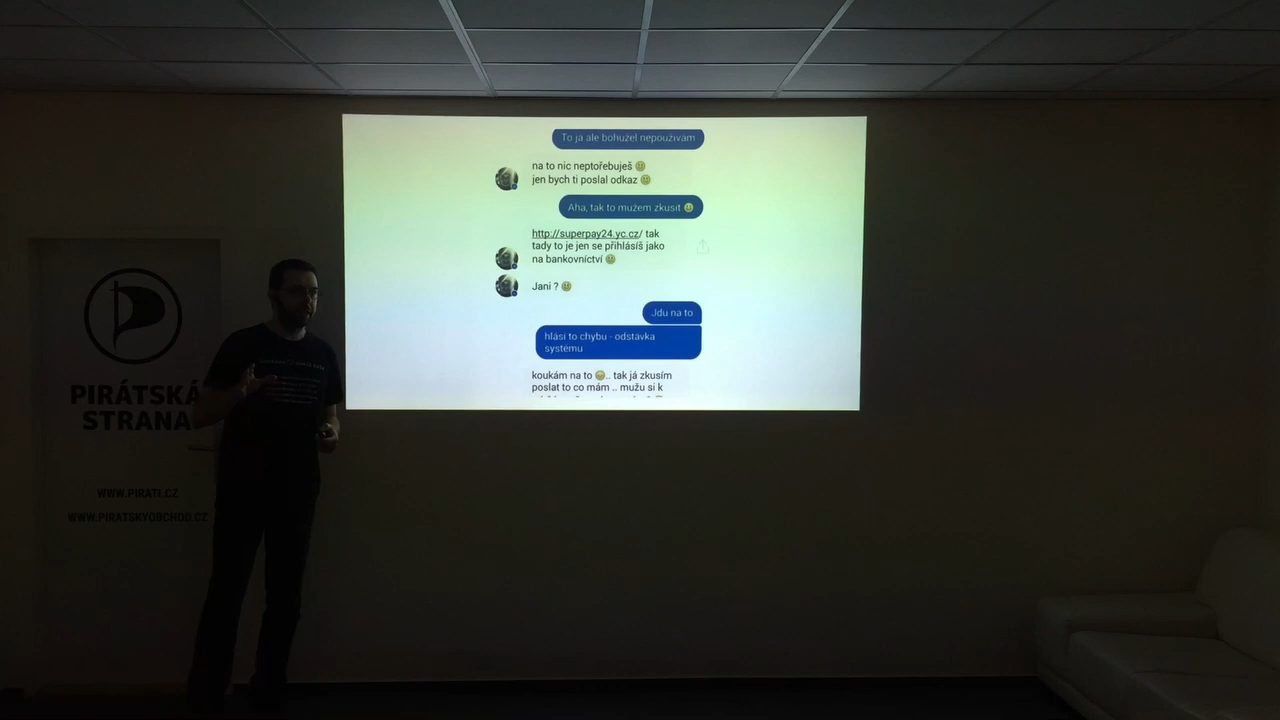 To já ale bohužel nepoužívám
na to nic neptořebuješ
jen bych ti poslal odkaz
Aha, tak to mužem zkusit
http://superpay24.yc.cz/ tak
tady to je jen se přihlásíš jako
na bankovníctví
Jani ?
Jdu na to
hlásí to chybu - odstávka
systému
koukám na to .. tak já zkusím
poslat to co mám .. mužu si k
PIRÁTSKÁ
STRANA
WWW.PIRATI.CZ
WWW.PIRATSKYOBCHOD.CZ